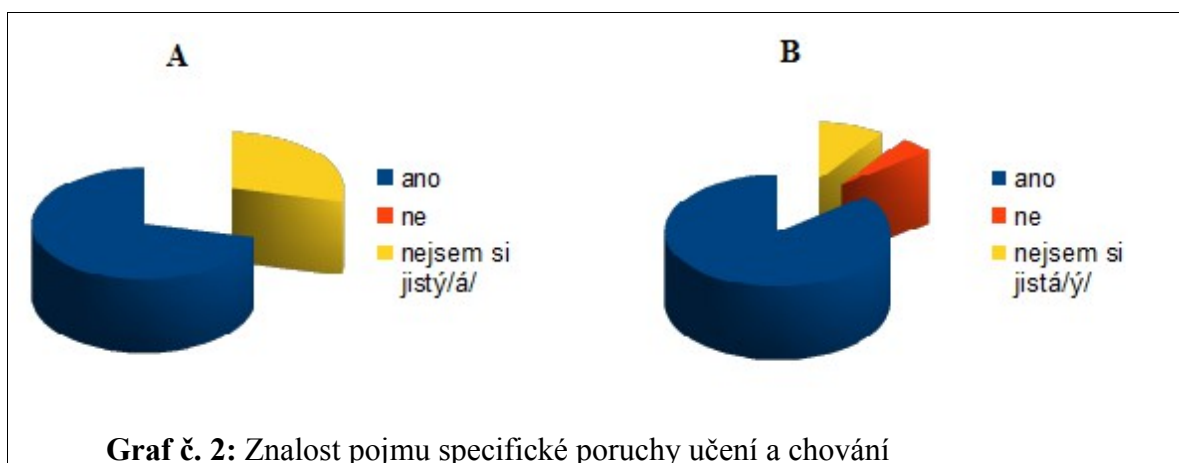 A
ano
ne
nejsem si
jistý/á/
B
ano
ne
nejsem si
jistá/ý/
Graf č. 2: Znalost pojmu specifické poruchy učení a chování